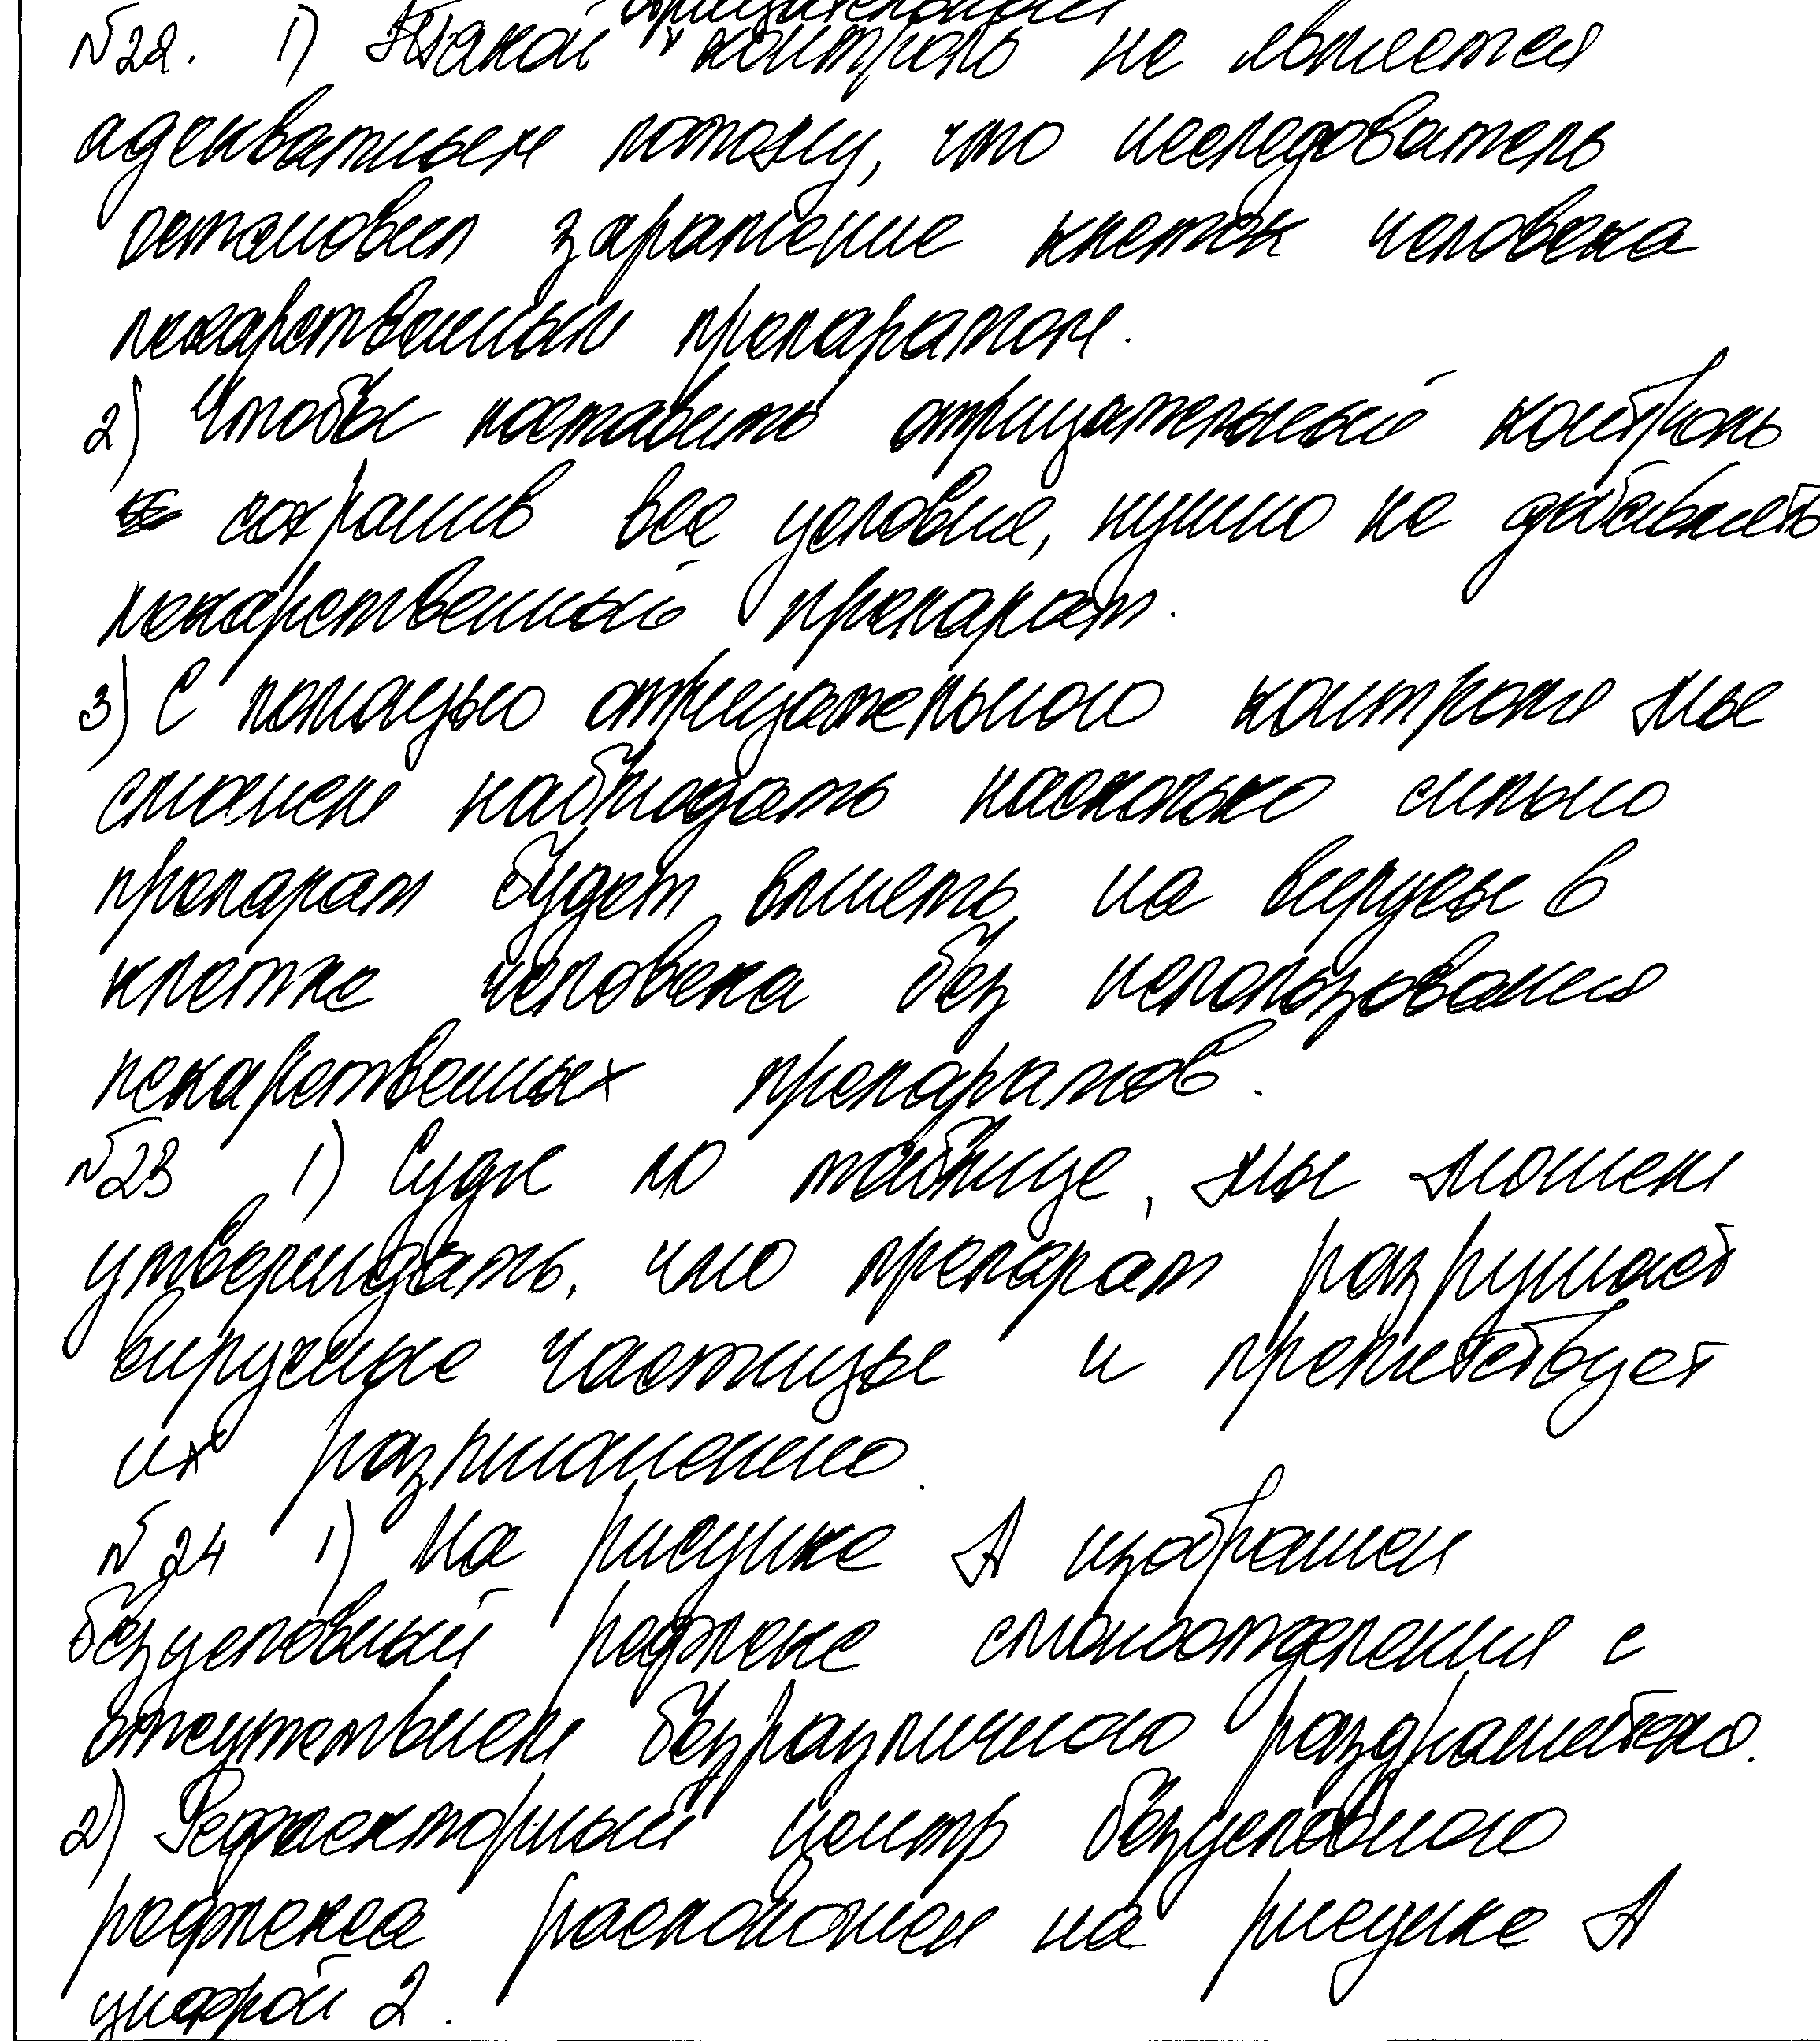 отрицательный
№22. 1) Такой контроль не является
адекватным потому, что исследователь
остановил заражение клеток человека
лекарственным препаратом.
2) Чтобы поставить отрицательный контроль
сохранив все условия, нужно не добавлять
лекарственный препарат.
3) С помощью отрицательного контроля мы
сможем наблюдать насколько сильно
препарат будет влиять на вирусы в
клетке человека без использования
лекарственных препаратов.
№23 1) Судя по таблице, мы можем
утверждать, что препарат разрушает
вирусные частицы и препятствует
их размножению.
№24 1) На рисунке А изображен
безусловный рефлекс слюноотделения с
отсутствием безразличного раздражителя.
2) Рефлекторный центр безусловного
рефлекса расположен на рисунке А
цифрой 2.